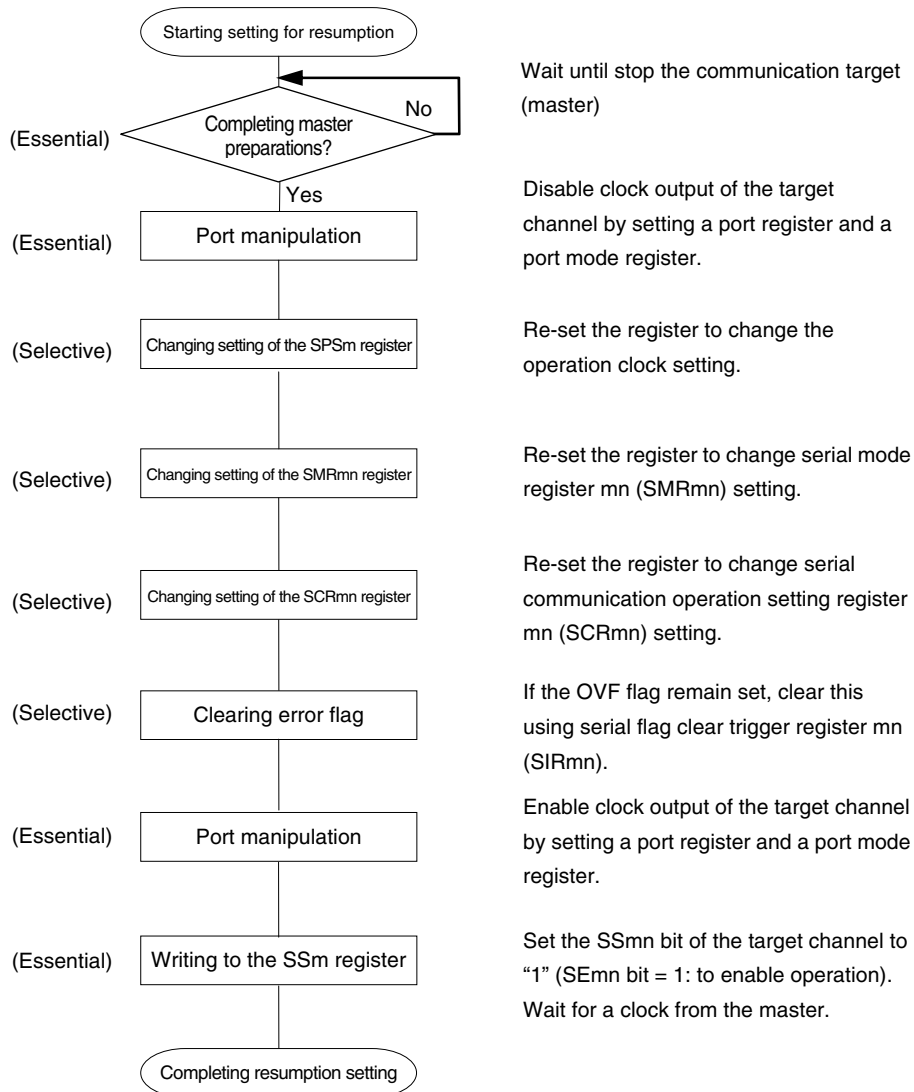 Starting setting for resumption
Wait until stop the communication target
(master)
No
(Essential)
Completing master
preparations?
Yes
Disable clock output of the target
channel by setting a port register and a
port mode register.
(Essential)
Port manipulation
(Selective)
Changing setting of the SPSm register
Re-set the register to change the
operation clock setting.
(Selective)
Changing setting of the SMRmn register
Re-set the register to change serial mode
register mn (SMRmn) setting.
(Selective)
Changing setting of the SCRmn register
Re-set the register to change serial
communication operation setting register
mn (SCRmn) setting.
(Selective)
Clearing error flag
If the OVF flag remain set, clear this
using serial flag clear trigger register mn
(SIRmn).
(Essential)
Port manipulation
Enable clock output of the target channel
by setting a port register and a port mode
register.
(Essential)
Writing to the SSm register
Set the SSmn bit of the target channel to
“1” (SEmn bit = 1: to enable operation).
Wait for a clock from the master.
Completing resumption setting